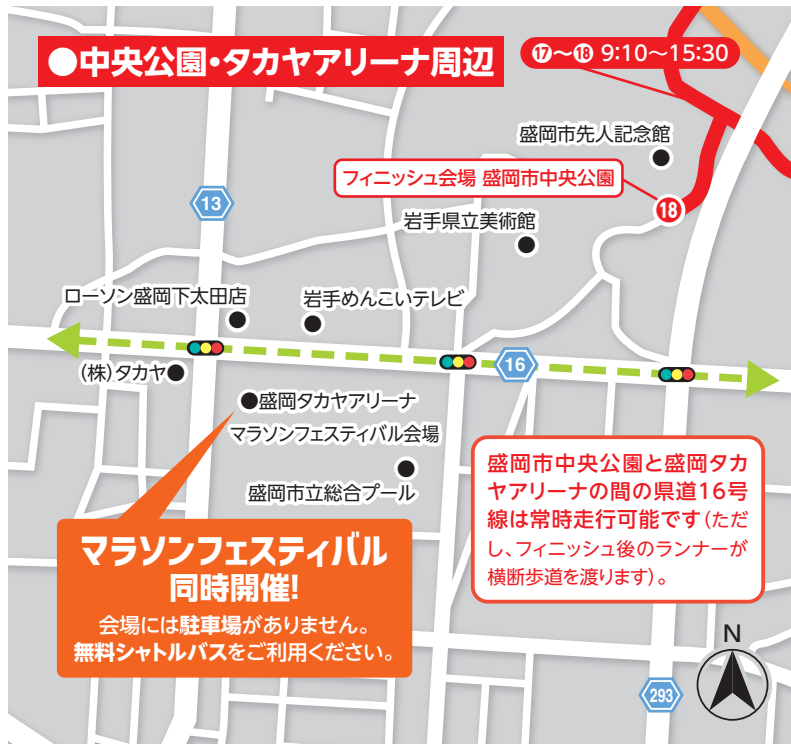 ●中央公園・タカヤアリーナ周辺
⓱〜⓲ 9:10〜15:30
盛岡市先人記念館
フィニッシュ会場 盛岡市中央公園
⓲
13
岩手県立美術館
ローソン盛岡下太田店
岩手めんこいテレビ
16
(株)タカヤ
盛岡タカヤアリーナ
マラソンフェスティバル会場
盛岡市立総合プール
盛岡市中央公園と盛岡タカ
ヤアリーナの間の県道16号
線は常時走行可能です(ただ
し、フィニッシュ後のランナーが
横断歩道を渡ります)。
マラソンフェスティバル
同時開催!
会場には駐車場がありません。
無料シャトルバスをご利用ください。
N
293